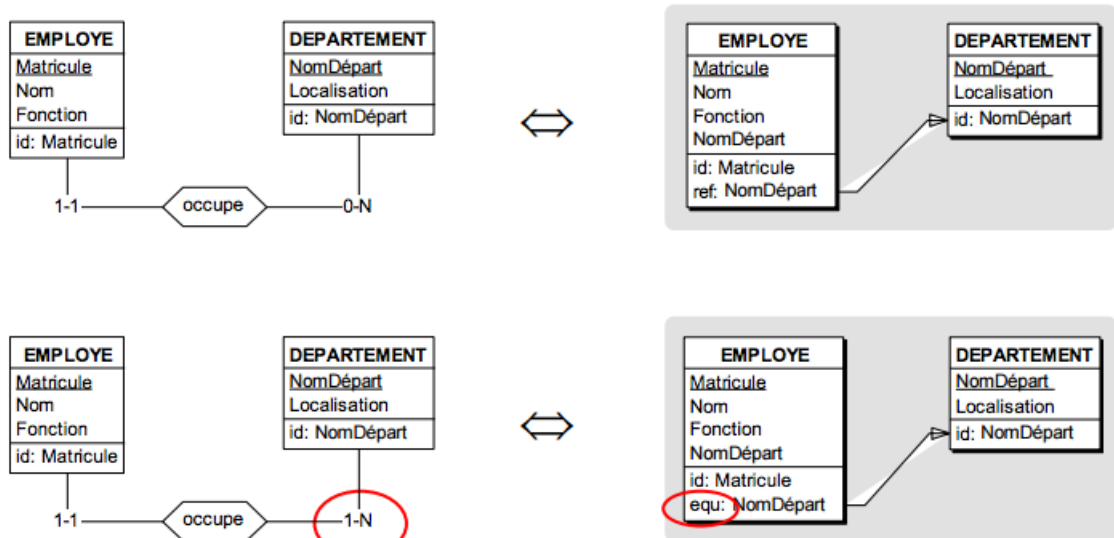 EMPLOYE
Matricule
Nom
Fonction
id: Matricule
DEPARTEMENT
NomDépart
Localisation
id: NomDépart
1-1
occupe
0-N
EMPLOYE
Matricule
Nom
Fonction
NomDépart
id: Matricule
ref: NomDépart
DEPARTEMENT
NomDépart
Localisation
id: NomDépart
EMPLOYE
Matricule
Nom
Fonction
id: Matricule
DEPARTEMENT
NomDépart
Localisation
id: NomDépart
1-1
occupe
1-N
EMPLOYE
Matricule
Nom
Fonction
NomDépart
id: Matricule
equ: NomDépart
DEPARTEMENT
NomDépart
Localisation
id: NomDépart